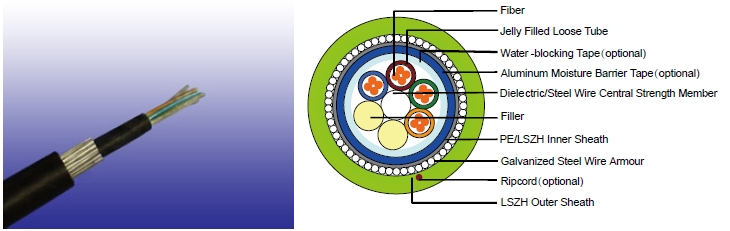 Fiber
Jelly Filled Loose Tube
Water -blocking Tape(optional)
Aluminum Moisture Barrier Tape(optional)
Dielectric/Steel Wire Central Strength Member
Filler
PE/LSZH Inner Sheath
Galvanized Steel Wire Armour
Ripcord(optional)
LSZH Outer Sheath